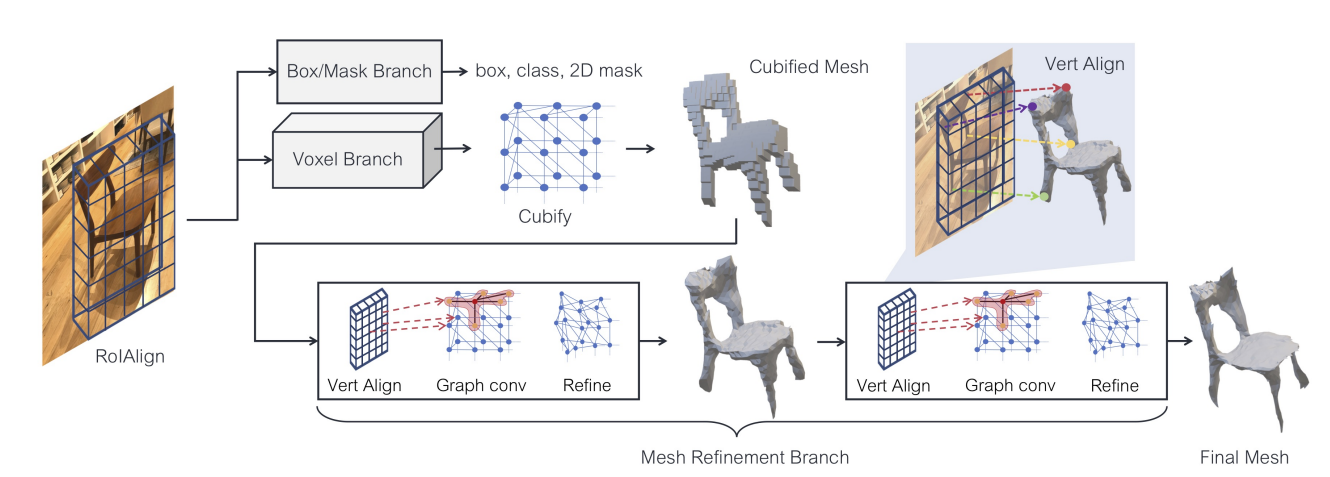 Box/Mask Branch
box, class, 2D mask
Cubified Mesh
Vert Align
Voxel Branch
Cubify
RoIAlign
Vert Align
Graph conv
Refine
Vert Align
Graph conv
Refine
Mesh Refinement Branch
Final Mesh